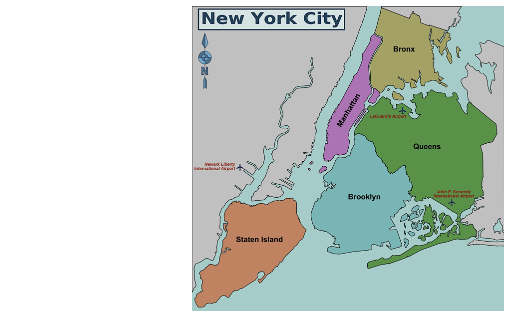 New York City
N
Bronx
Manhattan
LaGuardia Airport
Queens
Newark Liberty
International Airport
John F. Kennedy
International Airport
Brooklyn
Staten Island